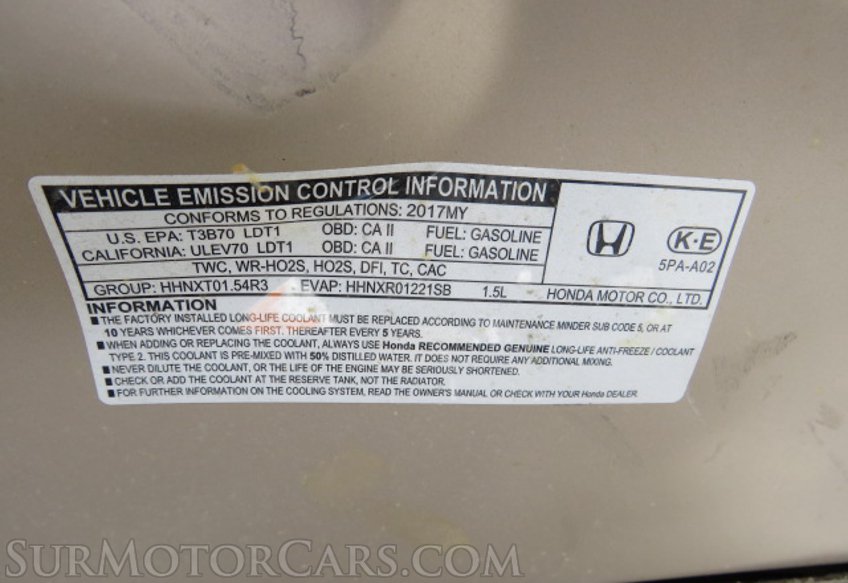 VEHICLE EMISSION CONTROL INFORMATION
CONFORMS TO REGULATIONS: 2017MY
U.S. EPA: T3B70 LDT1 OBD: CA II FUEL: GASOLINE
CALIFORNIA: ULEV70 LDT1 OBD: CA II FUEL: GASOLINE
TWC, WR-HO2S, HO2S, DFI, TC, CAC
GROUP: HHNXT01.54R3 EVAP: HHNXR01221SB 1.5L
K·E
5PA-A02
HONDA MOTOR CO., LTD.
INFORMATION
■ THE FACTORY INSTALLED LONG-LIFE COOLANT MUST BE REPLACED ACCORDING TO MAINTENANCE MINDER SUB CODE 5, OR AT
10 YEARS WHICHEVER COMES FIRST. THEREAFTER EVERY 5 YEARS.
■ WHEN ADDING OR REPLACING THE COOLANT, ALWAYS USE Honda RECOMMENDED GENUINE LONG-LIFE ANTI-FREEZE / COOLANT
TYPE 2. THIS COOLANT IS PRE-MIXED WITH 50% DISTILLED WATER. IT DOES NOT REQUIRE ANY ADDITIONAL MIXING.
■ NEVER DILUTE THE COOLANT, OR THE LIFE OF THE ENGINE MAY BE SERIOUSLY SHORTENED.
■ CHECK OR ADD THE COOLANT AT THE RESERVE TANK, NOT THE RADIATOR.
■ FOR FURTHER INFORMATION ON THE COOLING SYSTEM, READ THE OWNER'S MANUAL OR CHECK WITH YOUR Honda DEALER.
SurMotorCars.com